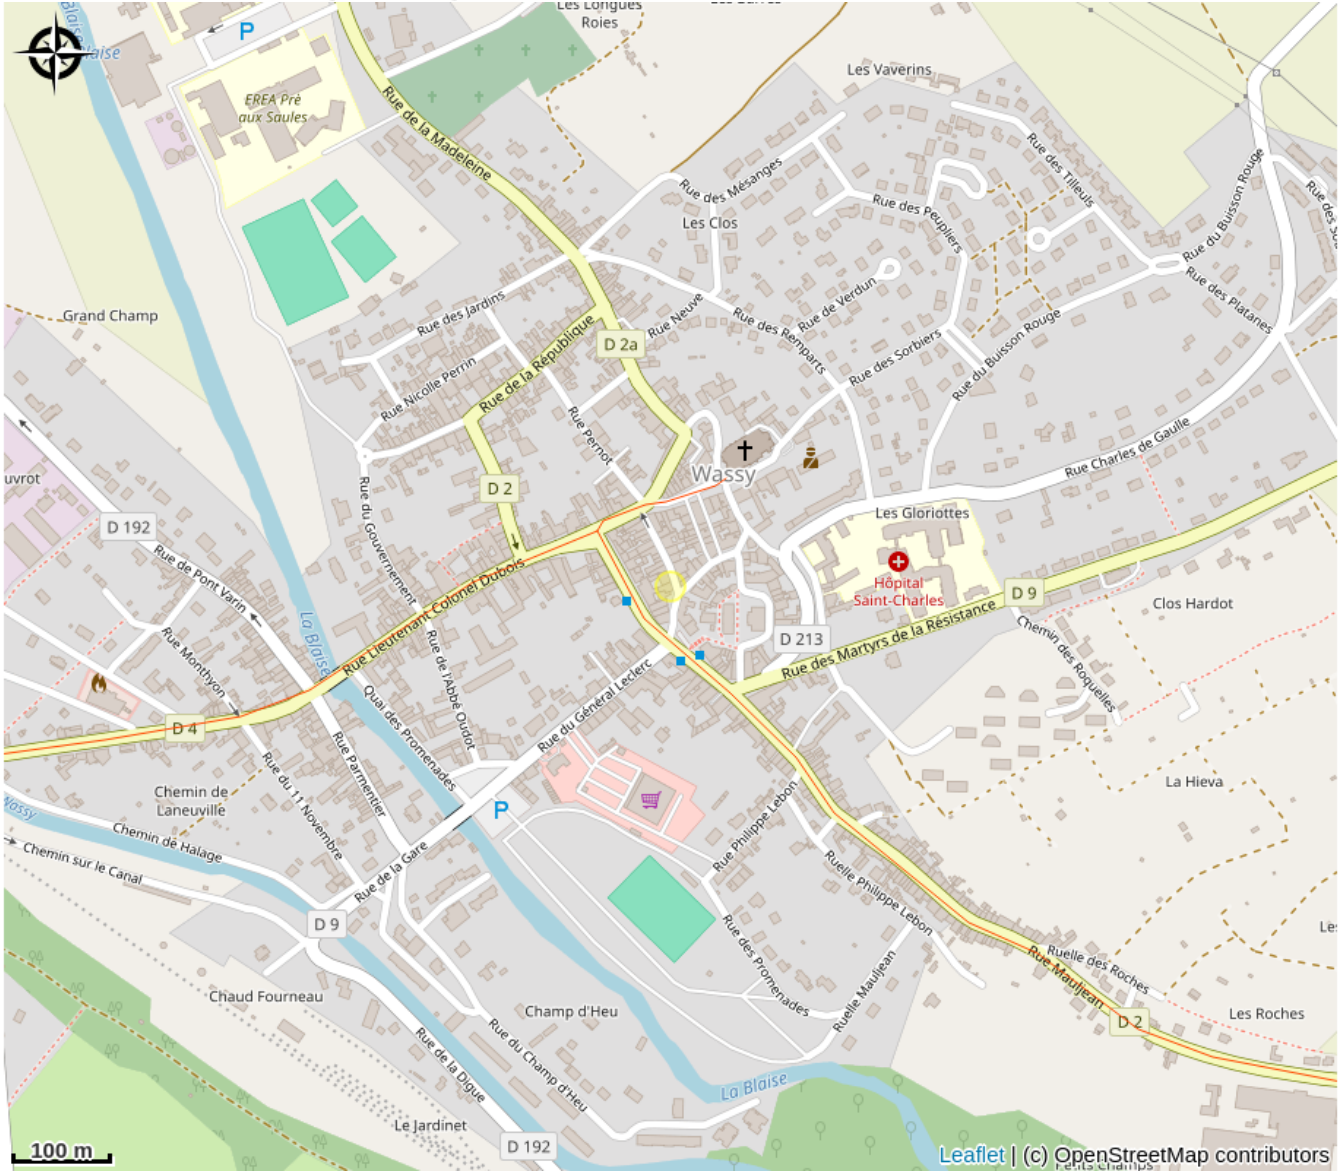 Blaise
Blaise
P
Les Longues
Roies
EREA Pré
aux Saules
Rue de la Madeleine
Les Vaverins
Rue des Tilleuls
Rue des Mésanges
Les Clos
Rue des Peupliers
Rue du Buisson Rouge
Rue des Platanes
Grand Champ
Rue des Jardins
Rue Neuve
Rue de Verdun
Rue des Remparts
D 2a
Rue de la République
Rue Nicolle Perrin
Rue des Sorbiers
Rue du Buisson Rouge
Rue Pernot
Rue Charles de Gaulle
Wassy
uvrot
D 2
Les Gloriottes
D 192
Rue du Gouvernement
Rue de Pont Varin
Rue Lieutenant Colonel Dubois
Hôpital
Saint-Charles
D 9
Clos Hardot
La Blaise
Rue Monthyon
Rue de l'Abbé Oudot
D 213
Rue des Martyrs de la Résistance
Chemin des Roquelles
D 4
Quai des Promenades
Rue du Général Leclerc
Rue Parmentier
Rue du 11 Novembre
Chemin de
Laneuville
La Hieva
Wassy
P
Chemin de Halage
Chemin sur le Canal
Rue de la Gare
Rue Philippe Lebon
Ruelle Philippe Lebon
D 9
Rue des Promenades
Ruelle Mauljean
Rue Mauljean
Ruelle des Roches
Chaud Fourneau
Champ d'Heu
D 2
Les Roches
Rue de la Digue
Rue du Champ d'Heu
La Blaise
Le Jardinet
D 192
100 m
Leaflet | (c) OpenStreetMap contributors